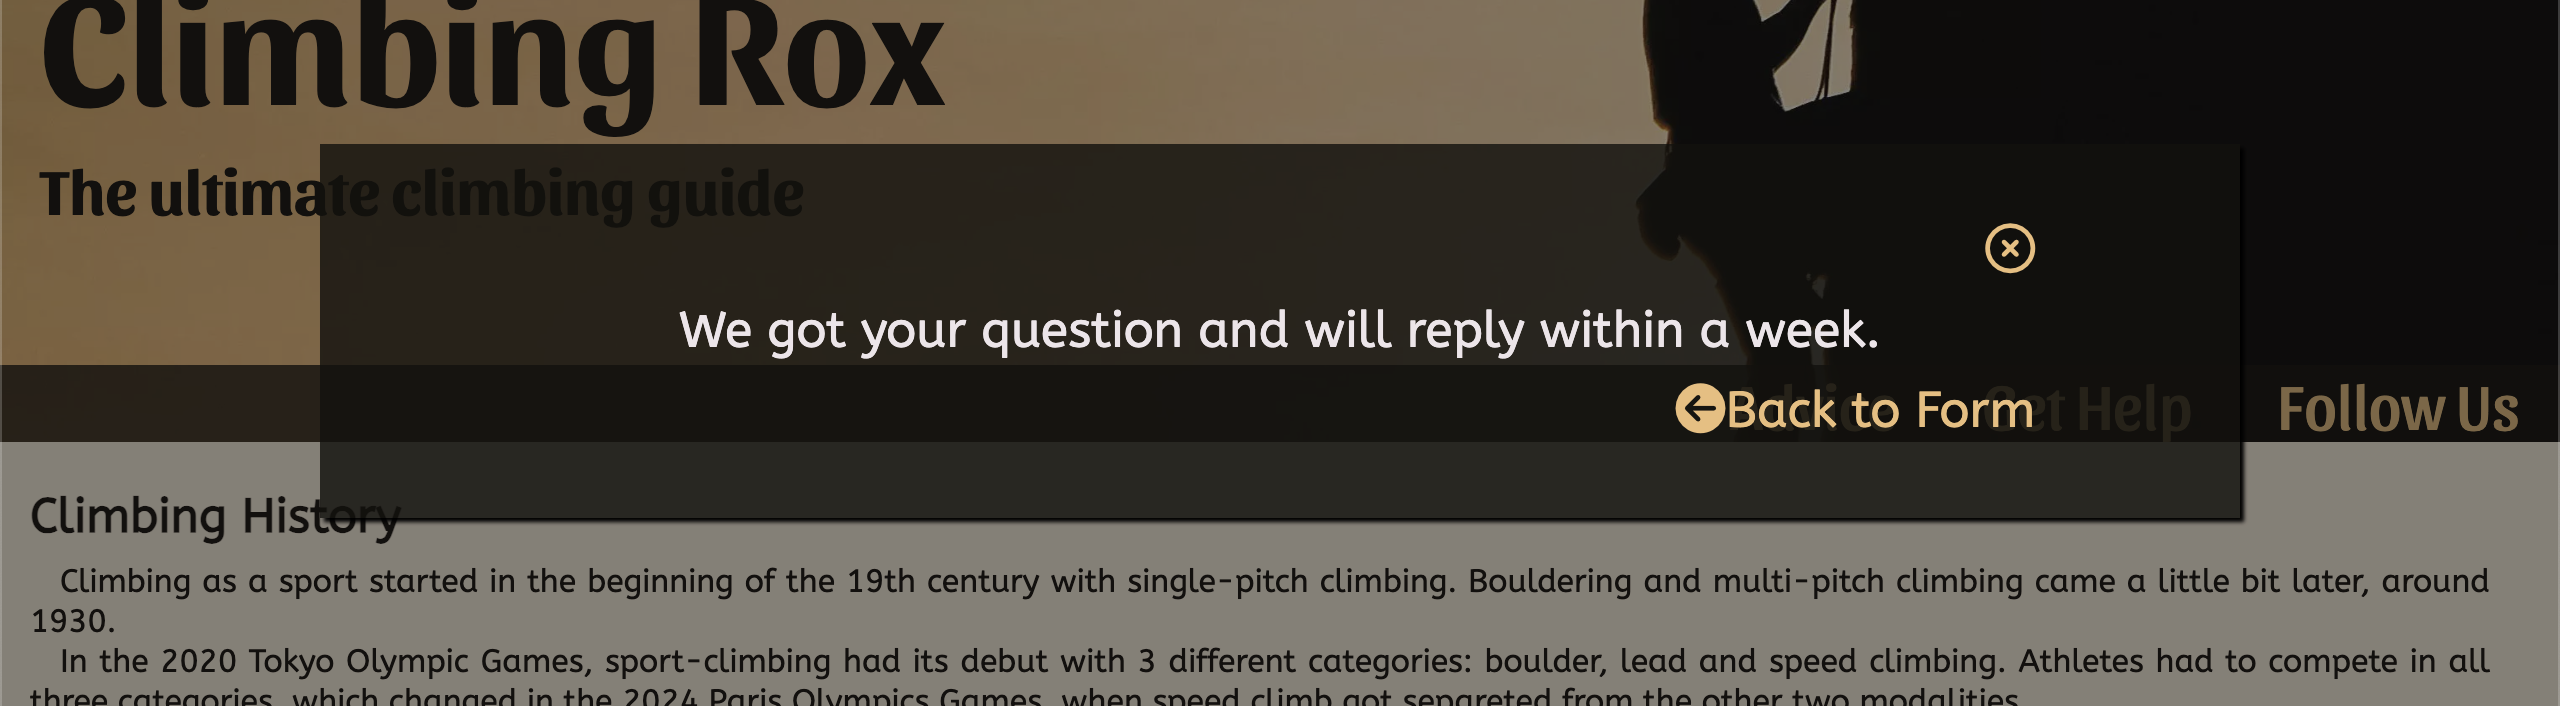 Climbing Rox
The ultimate climbing guide
We got your question and will reply within a week.
Back to Form
Get Help
Follow Us
Climbing History
Climbing as a sport started in the beginning of the 19th century with single-pitch climbing. Bouldering and multi-pitch climbing came a little bit later, around
1930.
In the 2020 Tokyo Olympic Games, sport-climbing had its debut with 3 different categories: boulder, lead and speed climbing. Athletes had to compete in all
three categories, which changed in the 2024 Paris Olympics Games, when speed climb got separeted from the other two modalities.